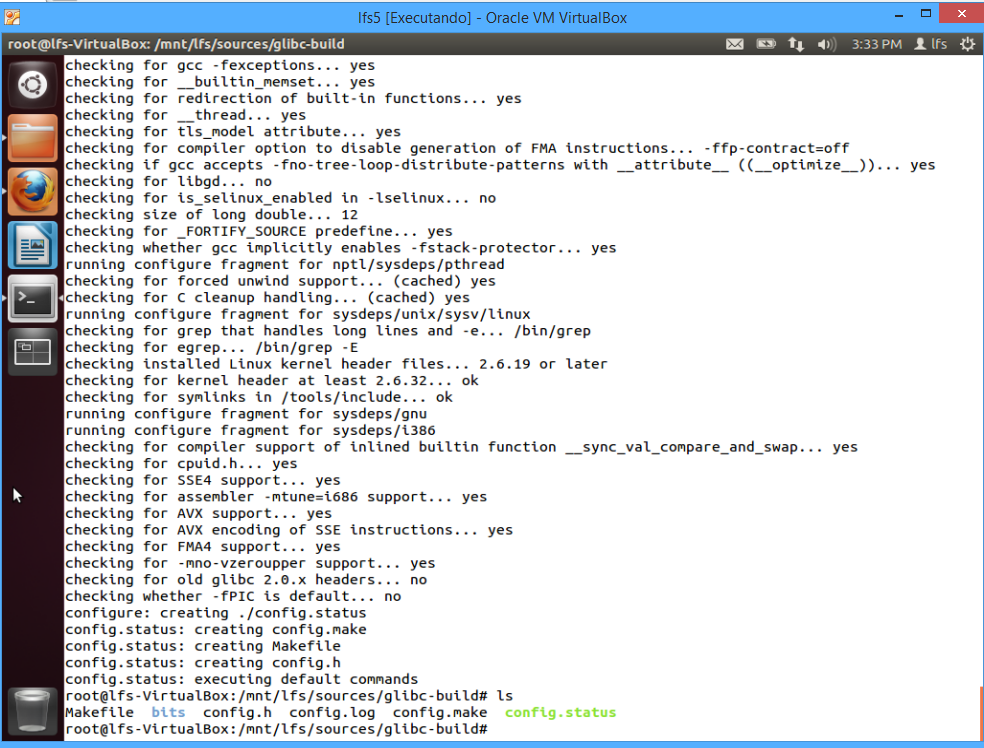 lfs5 [Executando] - Oracle VM VirtualBox
root@lfs-VirtualBox: /mnt/lfs/sources/glibc-build
3:33 PM lfs
checking for gcc -fexceptions... yes
checking for __builtin_memset... yes
checking for redirection of built-in functions... yes
checking for __thread... yes
checking for tls_model attribute... yes
checking for compiler option to disable generation of FMA instructions... -ffp-contract=off
checking if gcc accepts -fno-tree-loop-distribute-patterns with __attribute__ ((__optimize__))... yes
checking for libgd... no
checking for is_selinux_enabled in -lselinux... no
checking size of long double... 12
checking for _FORTIFY_SOURCE predefine... yes
checking whether gcc implicitly enables -fstack-protector... yes
running configure fragment for nptl/sysdeps/pthread
checking for forced unwind support... (cached) yes
checking for C cleanup handling... (cached) yes
running configure fragment for sysdeps/unix/sysv/linux
checking for grep that handles long lines and -e... /bin/grep
checking for egrep... /bin/grep -E
checking installed Linux kernel header files... 2.6.19 or later
checking for kernel header at least 2.6.32... ok
checking for symlinks in /tools/include... ok
running configure fragment for sysdeps/gnu
running configure fragment for sysdeps/i386
checking for compiler support of inlined builtin function __sync_val_compare_and_swap... yes
checking for cpuid.h... yes
checking for SSE4 support... yes
checking for assembler -mtune=i686 support... yes
checking for AVX support... yes
checking for AVX encoding of SSE instructions... yes
checking for FMA4 support... yes
checking for -mno-vzeroupper support... yes
checking for old glibc 2.0.x headers... no
checking whether -fPIC is default... no
configure: creating ./config.status
config.status: creating config.make
config.status: creating Makefile
config.status: creating config.h
config.status: executing default commands
root@lfs-VirtualBox:/mnt/lfs/sources/glibc-build# ls
Makefile bits config.h config.log config.make config.status
root@lfs-VirtualBox:/mnt/lfs/sources/glibc-build#